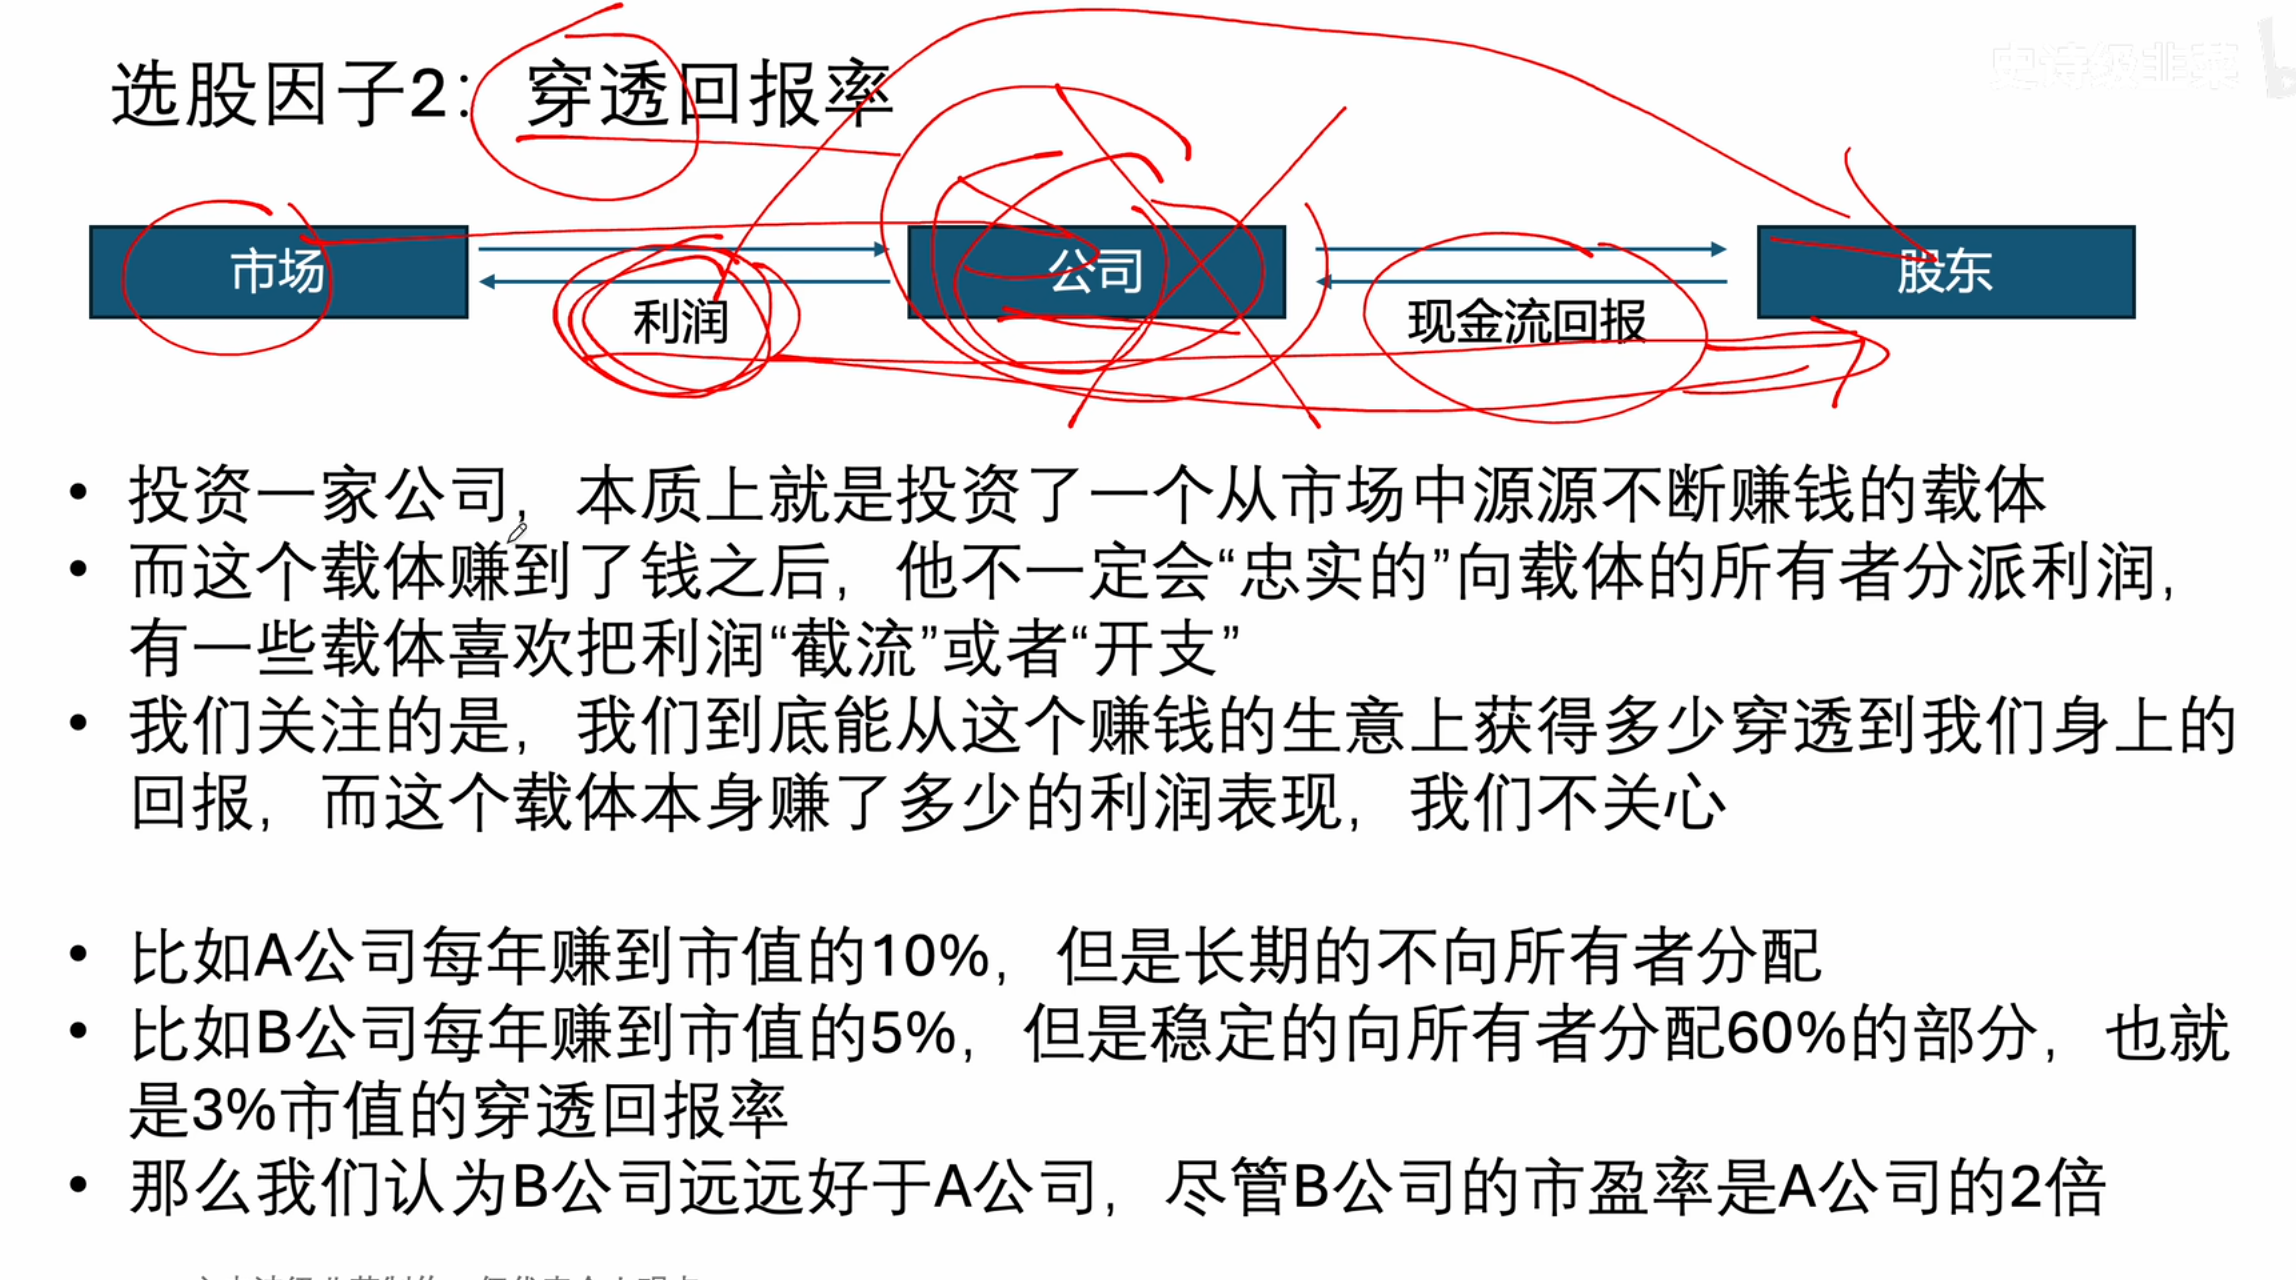 选股因子2： 穿透回报率
史诗级韭菜
市场
公司
股东
利润
现金流回报
• 投资一家公司，本质上就是投资了一个从市场中源源不断赚钱的载体
• 而这个载体赚到了钱之后，他不一定会“忠实的”向载体的所有者分派利润，
有一些载体喜欢把利润“截流”或者“开支”
• 我们关注的是，我们到底能从这个赚钱的生意上获得多少穿透到我们身上的
回报，而这个载体本身赚了多少的利润表现，我们不关心
• 比如A公司每年赚到市值的10%，但是长期的不向所有者分配
• 比如B公司每年赚到市值的5%，但是稳定的向所有者分配60%的部分，也就
是3%市值的穿透回报率
• 那么我们认为B公司远远好于A公司，尽管B公司的市盈率是A公司的2倍